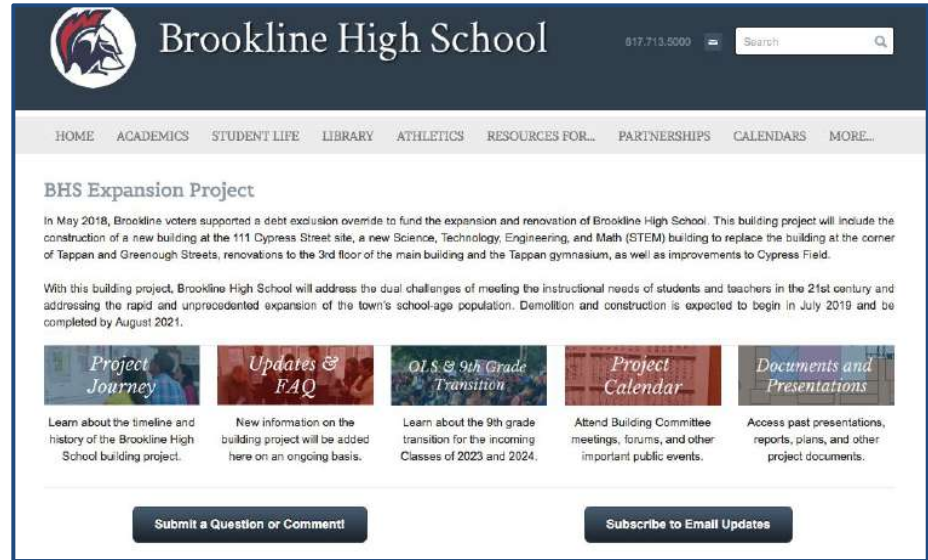 Brookline High School
617.713.5000
Search
HOME ACADEMICS STUDENT LIFE LIBRARY ATHLETICS RESOURCES FOR... PARTNERSHIPS CALENDARS MORE...
BHS Expansion Project
In May 2018, Brookline voters supported a debt exclusion override to fund the expansion and renovation of Brookline High School. This building project will include the
construction of a new building at the 111 Cypress Street site, a new Science, Technology, Engineering, and Math (STEM) building to replace the building at the corner
of Tappan and Greenough Streets, renovations to the 3rd floor of the main building and the Tappan gymnasium, as well as improvements to Cypress Field.
With this building project, Brookline High School will address the dual challenges of meeting the instructional needs of students and teachers in the 21st century and
addressing the rapid and unprecedented expansion of the town's school-age population. Demolition and construction is expected to begin in July 2019 and be
completed by August 2021.
Project
Journey
Learn about the timeline and
history of the Brookline High
School building project.
Updates &
FAQ
New information on the
building project will be added
here on an ongoing basis.
OLS & 9th Grade
Transition
Learn about the 9th grade
transition for the incoming
Classes of 2023 and 2024.
Project
Calendar
Attend Building Committee
meetings, forums, and other
important public events.
Documents and
Presentations
Access past presentations,
reports, plans, and other
project documents.
Submit a Question or Comment!
Subscribe to Email Updates